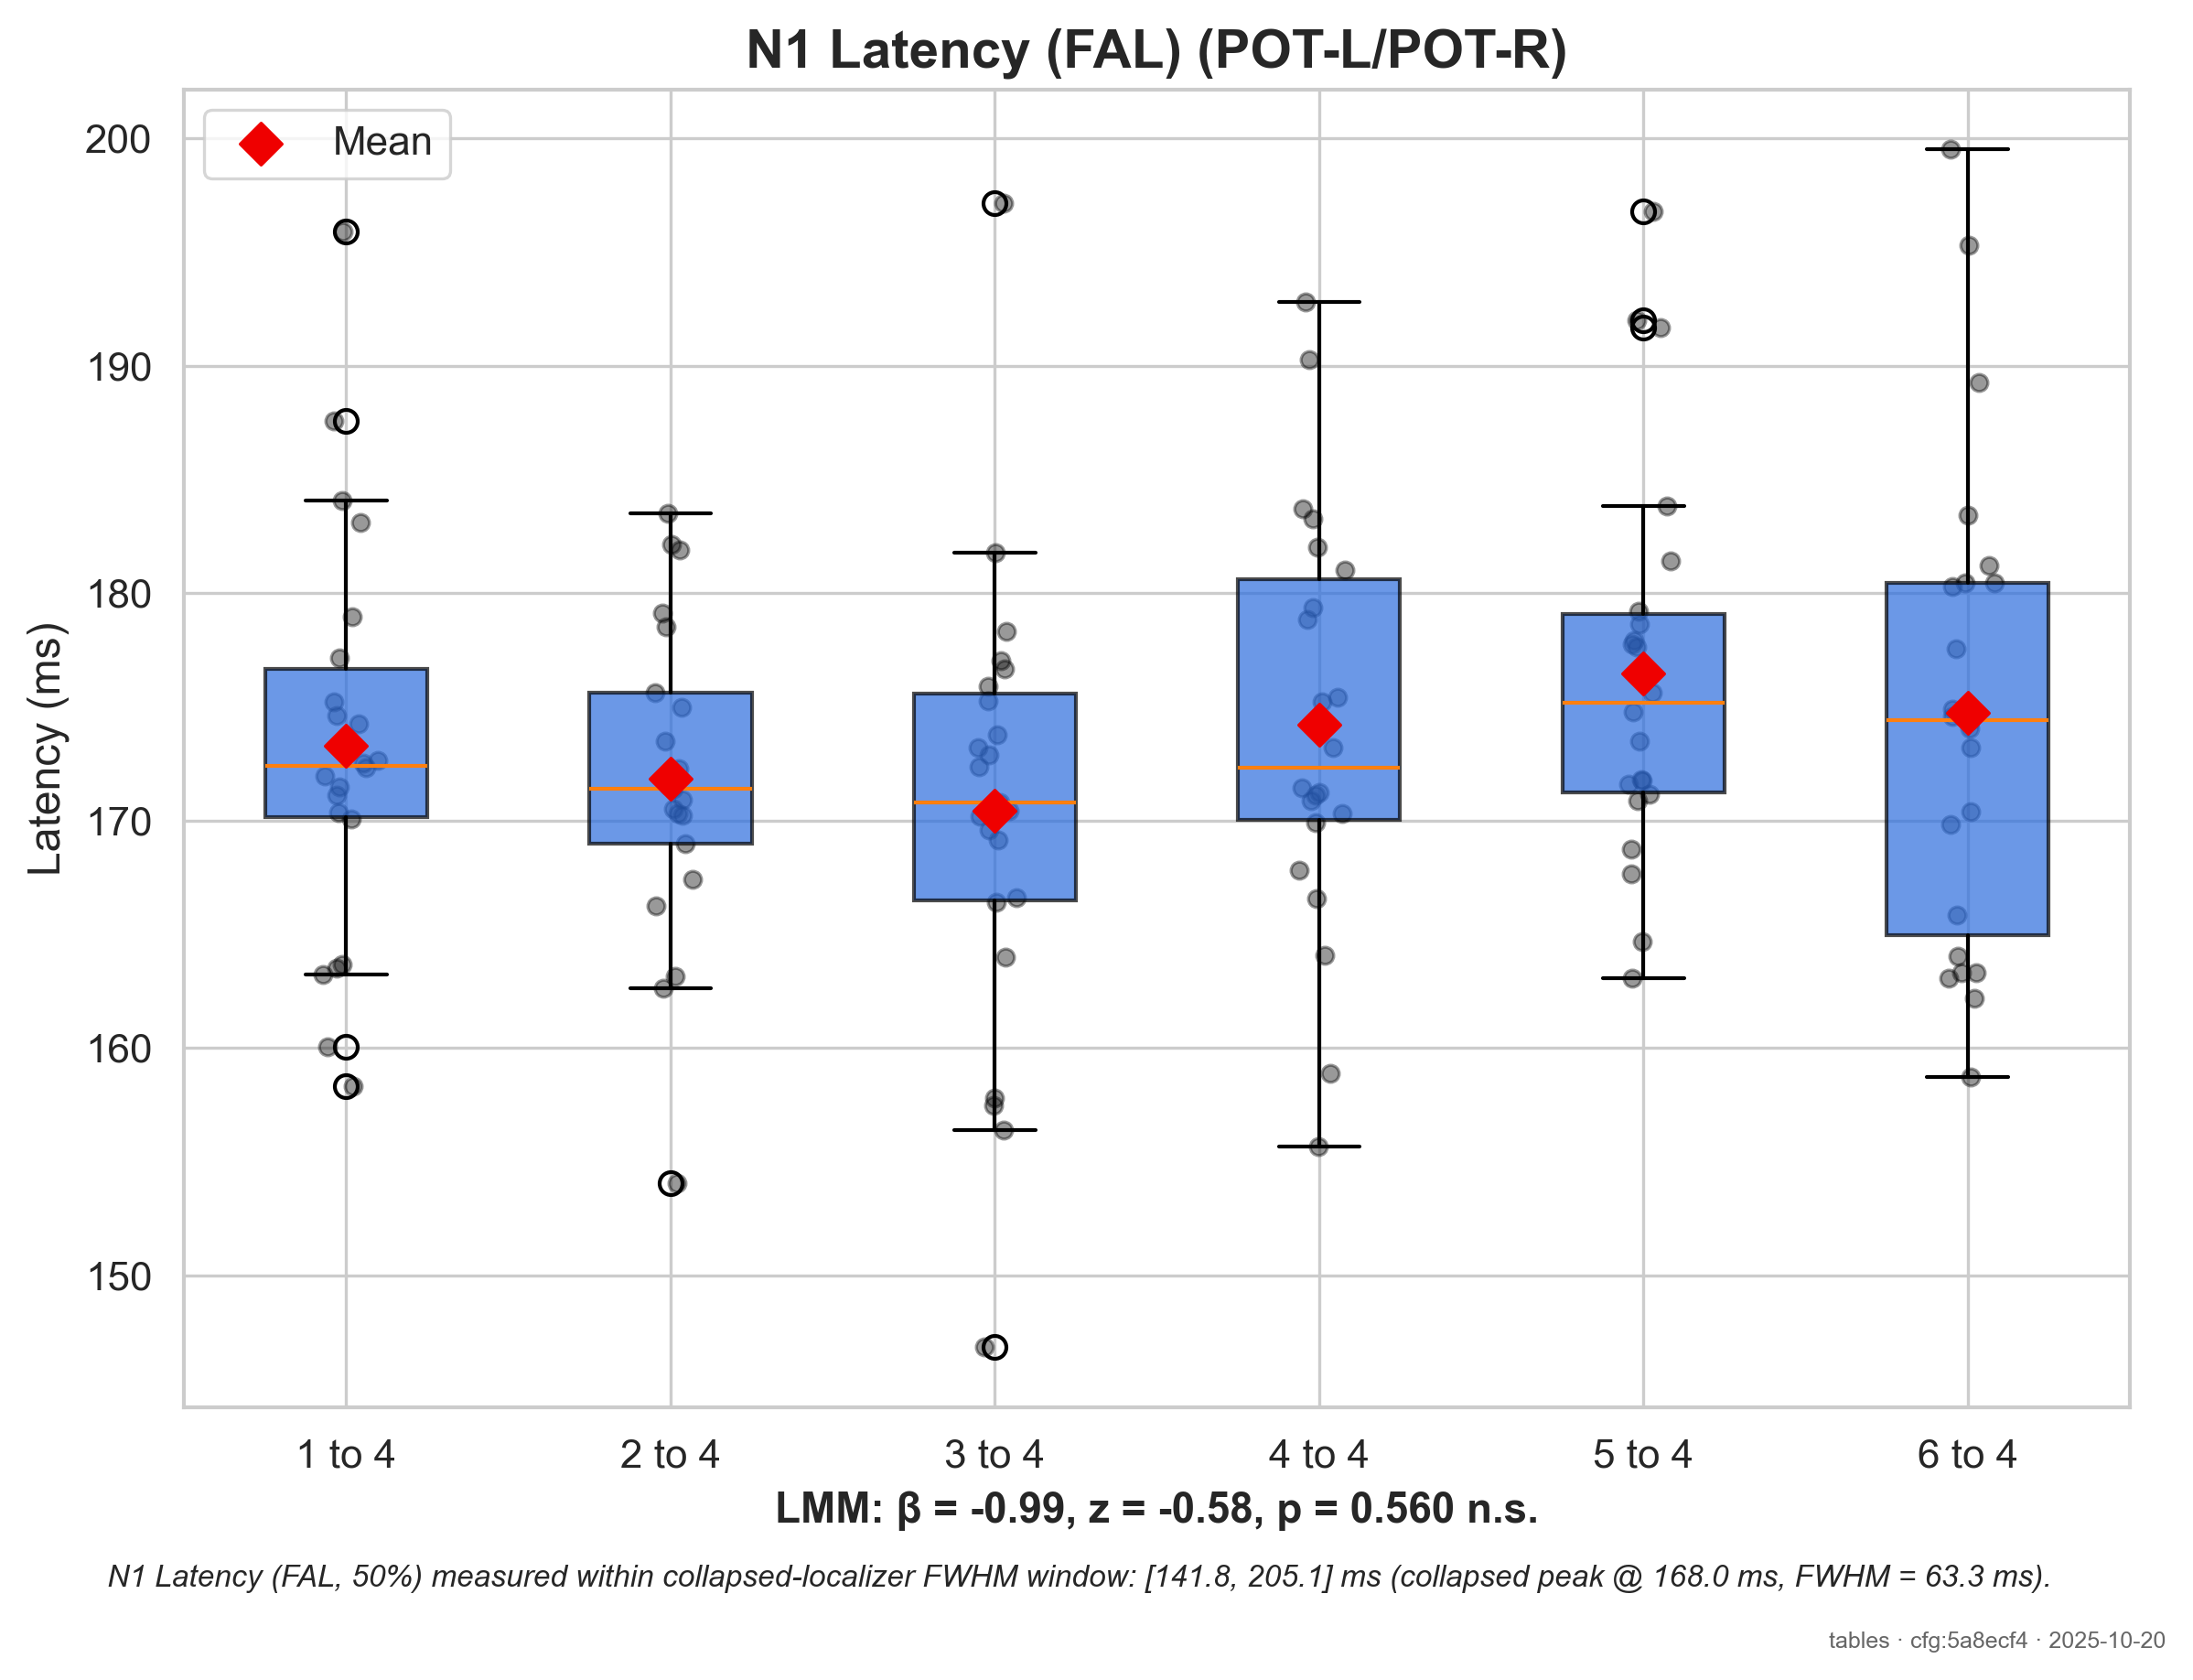 N1 Latency (FAL) (POT-L/POT-R)
Mean
Latency (ms)
200
190
180
170
160
150
1 to 4
2 to 4
3 to 4
4 to 4
5 to 4
6 to 4
LMM: β = -0.99, z = -0.58, p = 0.560 n.s.
N1 Latency (FAL, 50%) measured within collapsed-localizer FWHM window: [141.8, 205.1] ms (collapsed peak @ 168.0 ms, FWHM = 63.3 ms).
tables · cfg:5a8ecf4 · 2025-10-20